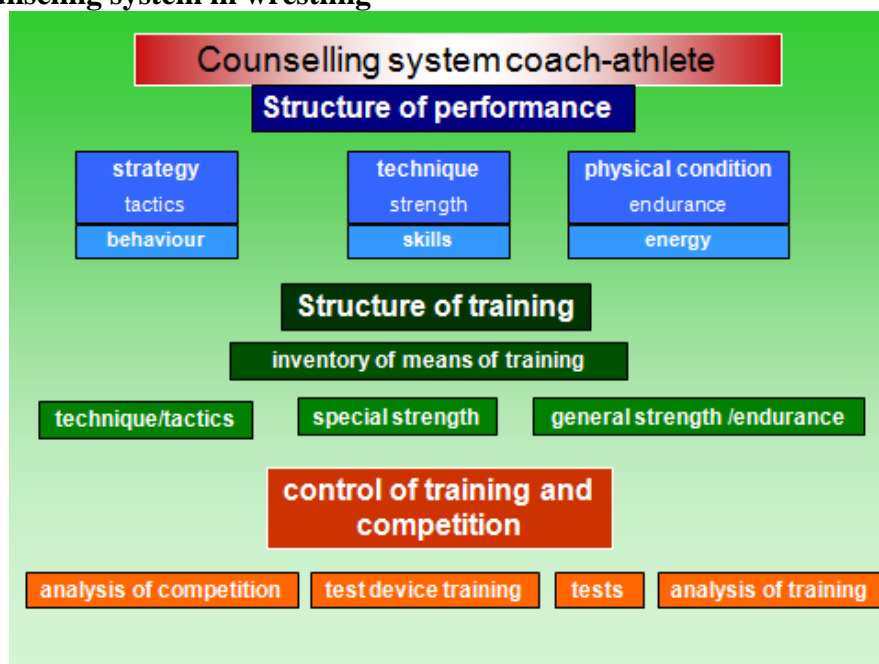 Counselling system coach-athlete
Structure of performance
strategy
tactics
behaviour
technique
strength
skills
physical condition
endurance
energy
Structure of training
inventory of means of training
technique/tactics
special strength
general strength /endurance
control of training and
competition
analysis of competition
test device training
tests
analysis of training